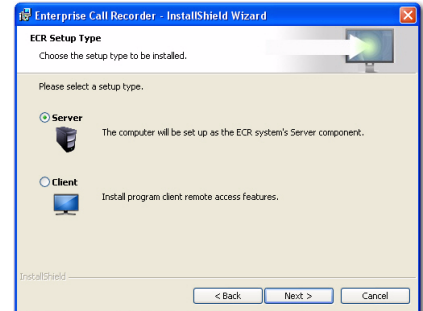 Enterprise Call Recorder - InstallShield Wizard
ECR Setup Type
Choose the setup type to be installed.
Please select a setup type.
Server
The computer will be set up as the ECR system's Server component.
Client
Install program client remote access features.
InstallShield
< Back
Next >
Cancel